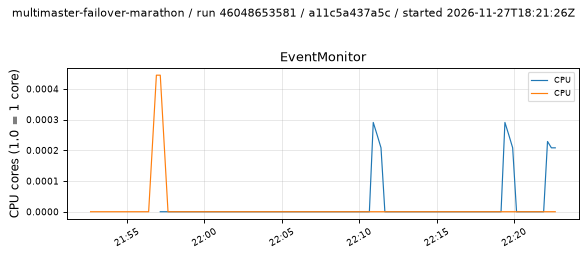 multimaster-failover-marathon / run 46048653581 / a11c5a437a5c / started 2026-11-27T18:21:26Z
EventMonitor
CPU cores (1.0 = 1 core)
0.0004
0.0003
0.0002
0.0001
0.0000
CPU
CPU
21:55
22:00
22:05
22:10
22:15
22:20